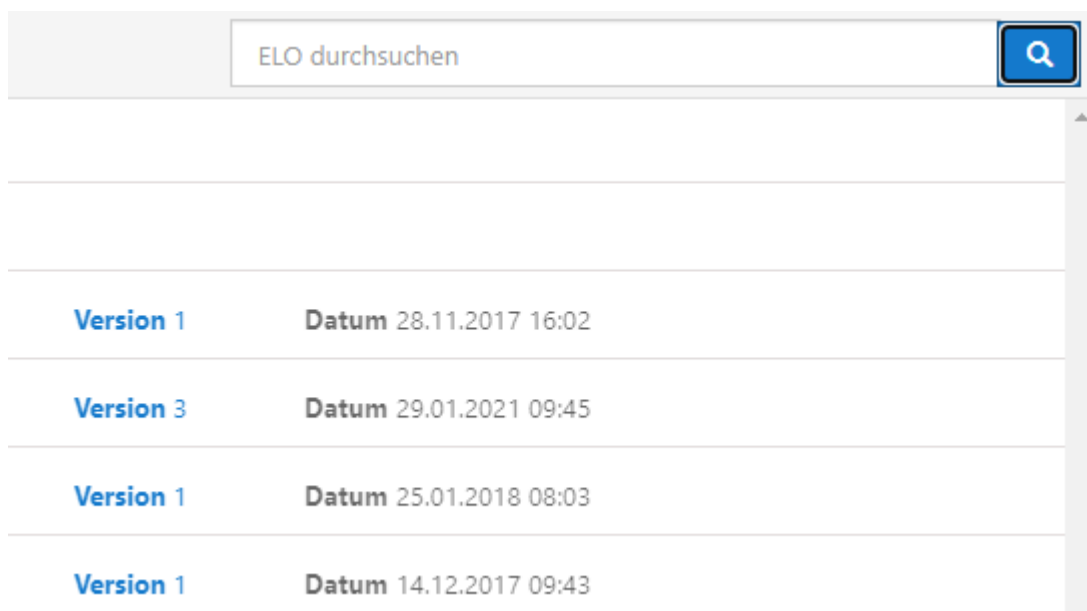 ELO durchsuchen
Version 1 Datum 28.11.2017 16:02
Version 3 Datum 29.01.2021 09:45
Version 1 Datum 25.01.2018 08:03
Version 1 Datum 14.12.2017 09:43